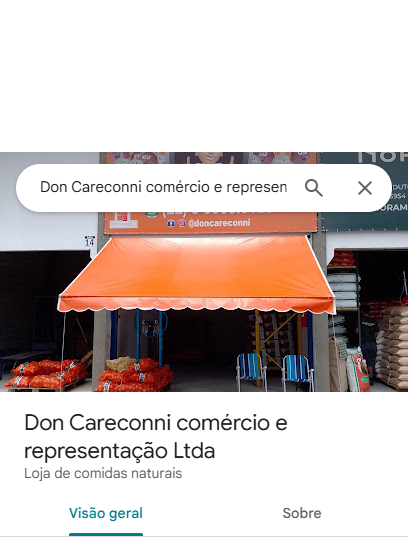 Don Careconni comércio e represen
@doncareconni
14
Don Careconni comércio e
representação Ltda
Loja de comidas naturais
Visão geral
Sobre